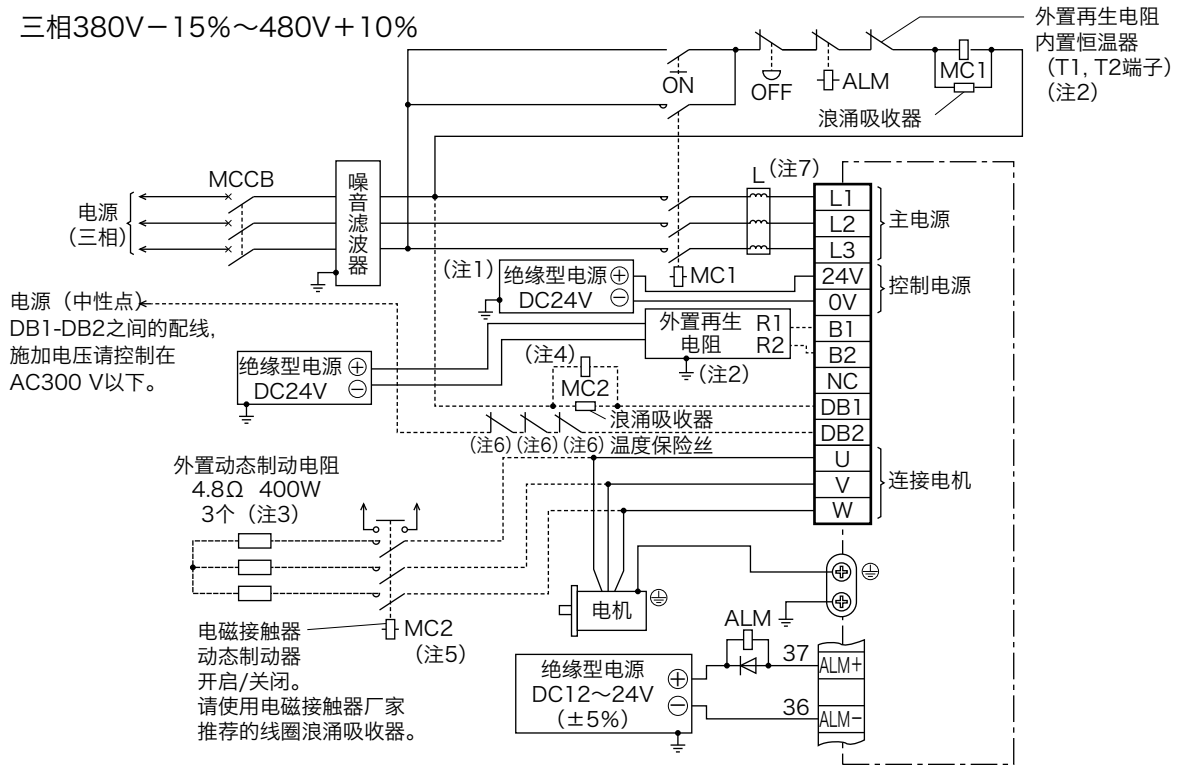 三相380V－15%～480V＋10%
外置再生电阻
内置恒温器
（T1, T2端子）
（注2）
ON
OFF
ALM
MC1
浪涌吸收器
MCCB
噪音滤波器
电源
（三相）
L
（注7）
L1
L2
L3
主电源
MC1
（注1）
绝缘型电源 ⊕
DC24V ⊖
24V
0V
控制电源
电源（中性点）
DB1-DB2之间的配线,
施加电压请控制在
AC300 V以下。
外置再生 R1
电阻 R2
（注2）
B1
B2
NC
DB1
DB2
绝缘型电源 ⊕
DC24V ⊖
（注4）
MC2
浪涌吸收器
（注6）（注6）（注6）温度保险丝
U
V
W
连接电机
外置动态制动电阻
4.8Ω 400W
3个（注3）
电机
MC2
（注5）
电磁接触器
动态制动器
开启/关闭。
请使用电磁接触器厂家
推荐的线圈浪涌吸收器。
ALM
绝缘型电源
DC12～24V
（±5%）
⊕
⊖
37
ALM+
36
ALM−